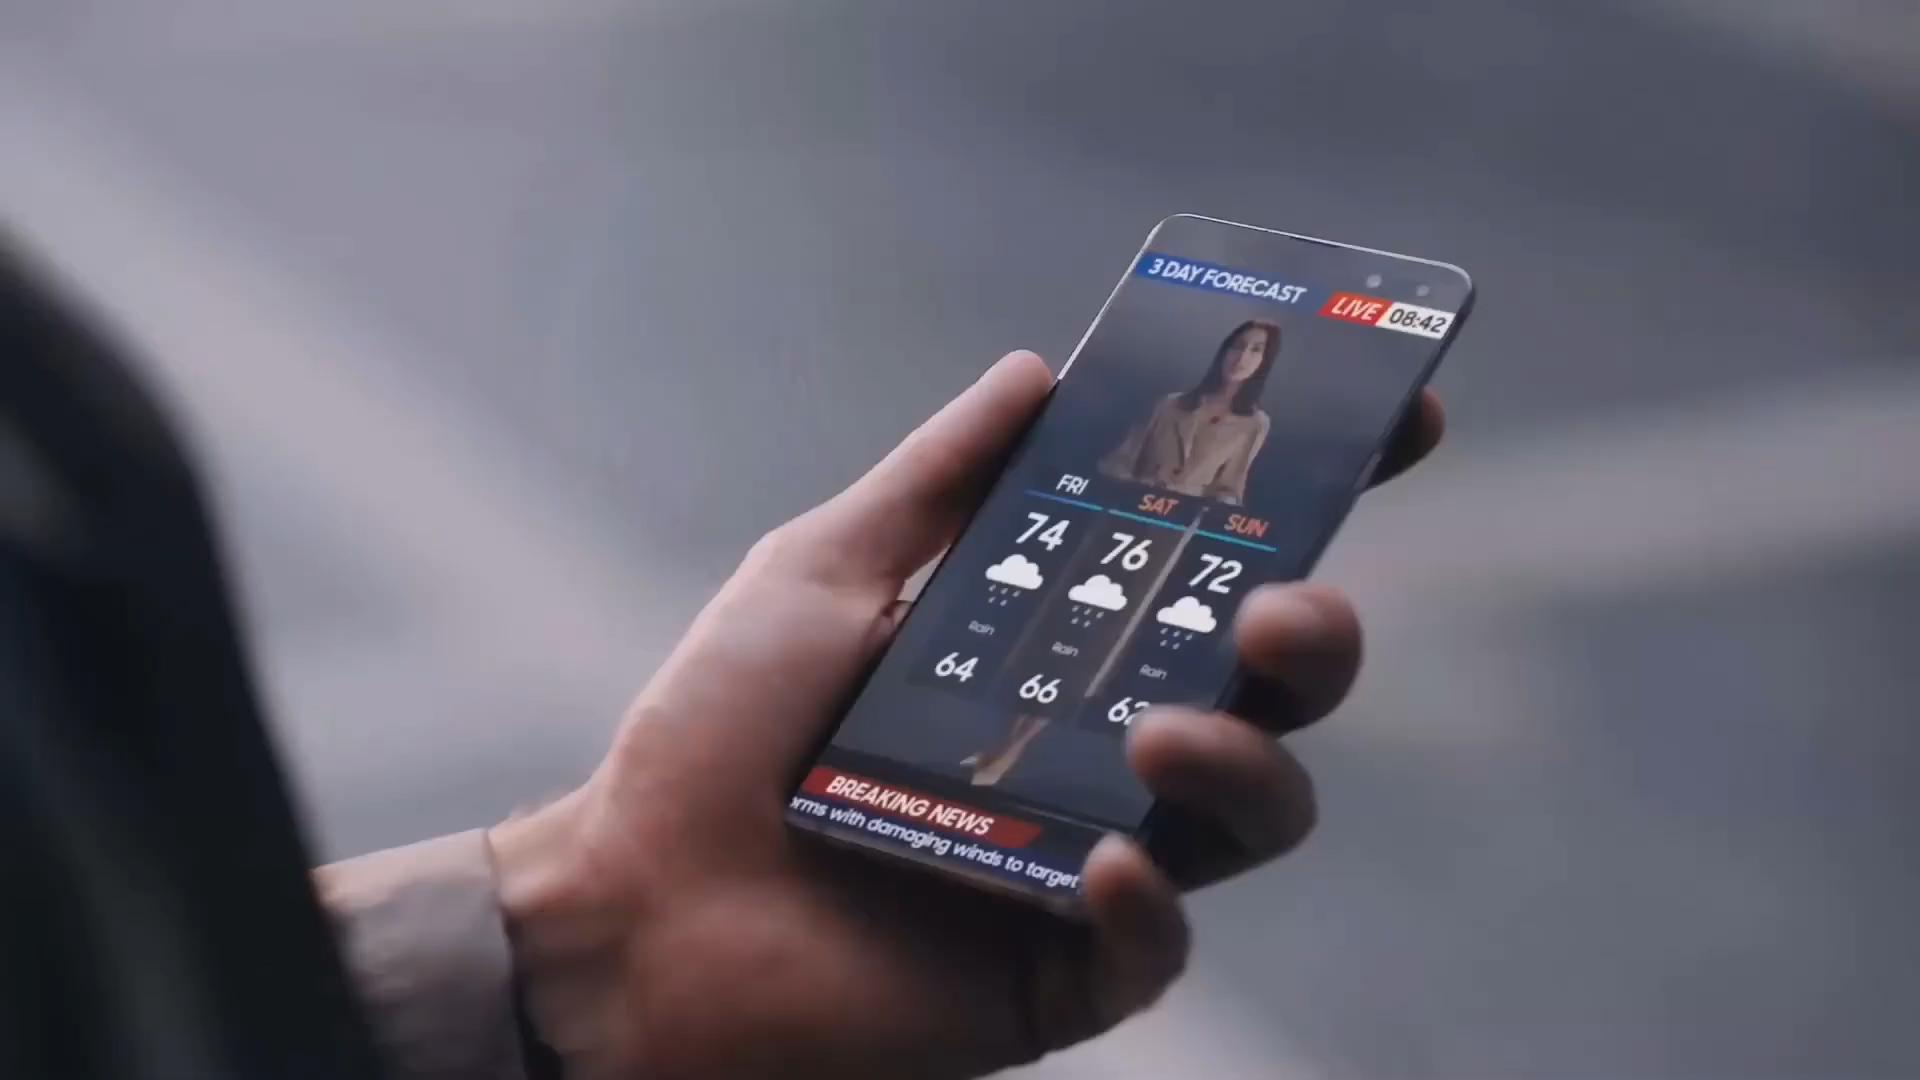 3 DAY FORECAST
LIVE 08:42
FRI SAT SUN
74 76 72
Rain Rain Rain
64 66
BREAKING NEWS
with damaging winds to target